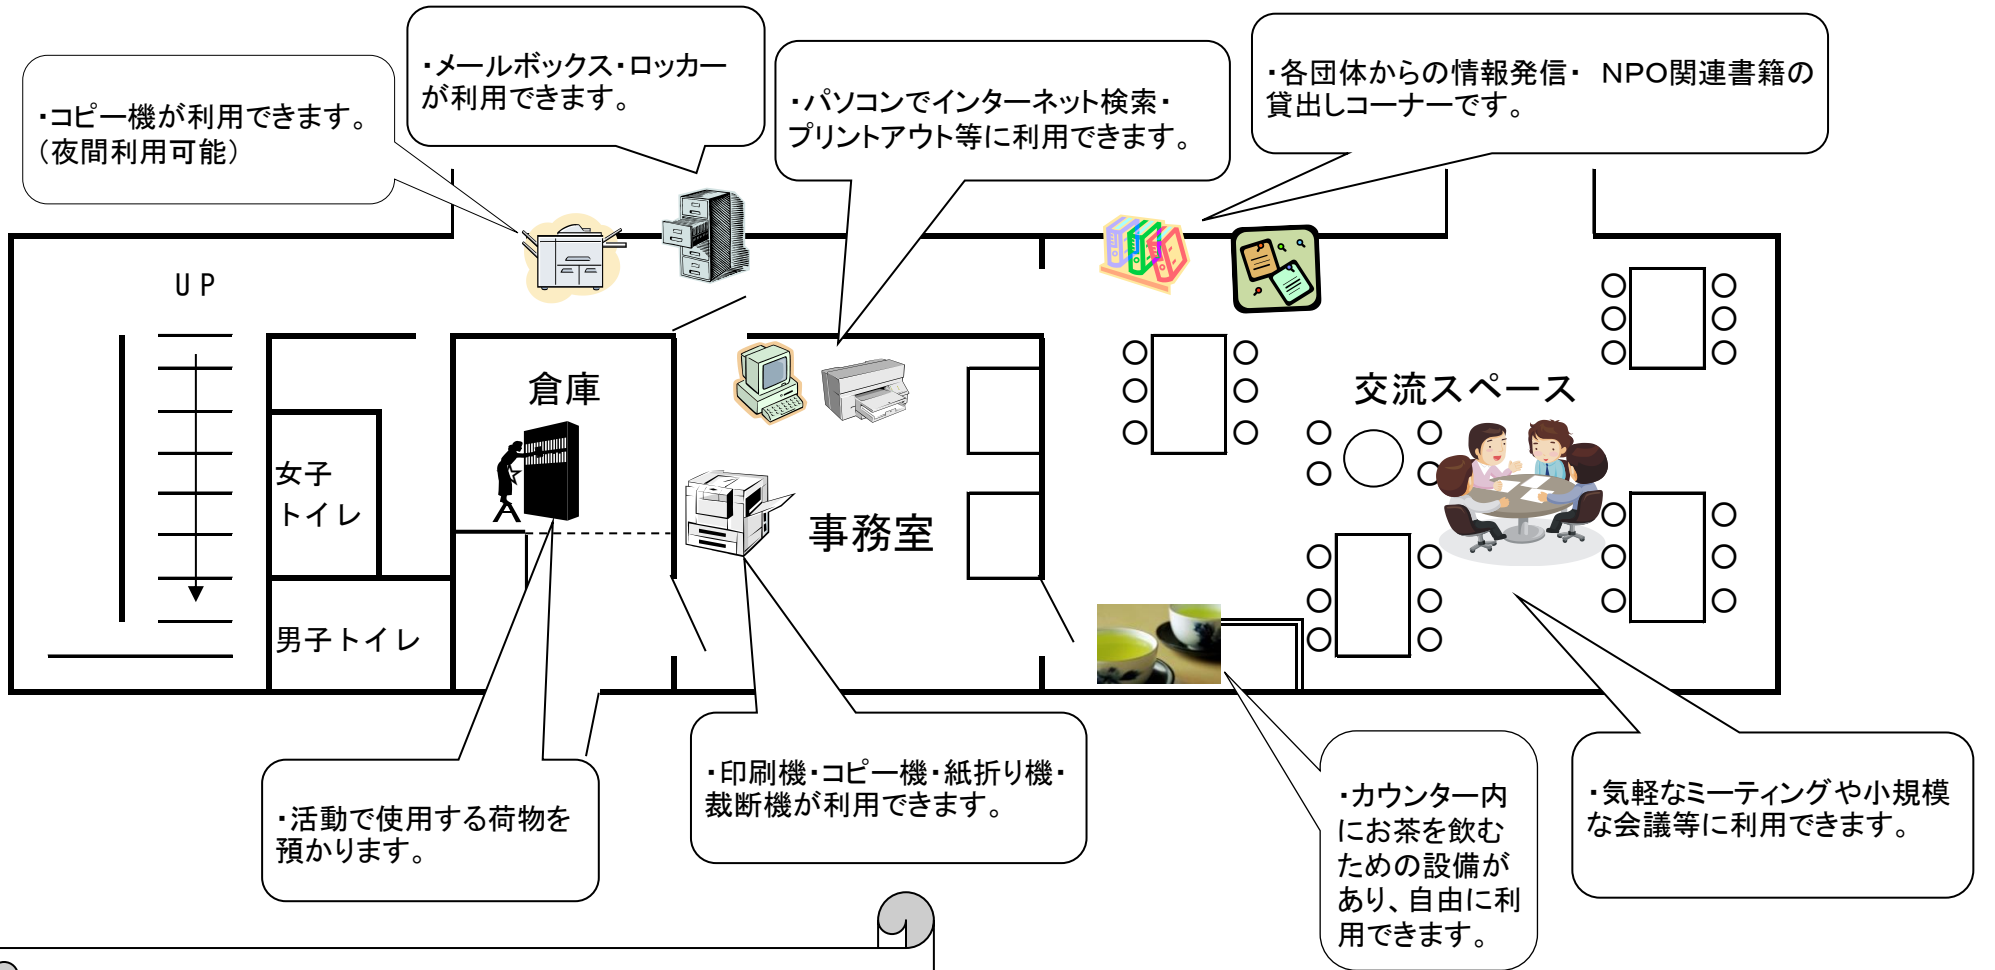 ・コピー機が利用できます。
（夜間利用可能）
・メールボックス・ロッカー
が利用できます。
・パソコンでインターネット検索・
プリントアウト等に利用できます。
・各団体からの情報発信・　NPO関連書籍の
貸出しコーナーです。
UP
倉庫
交流スペース
女子
トイレ
事務室
男子トイレ
・活動で使用する荷物を
預かります。
・印刷機・コピー機・紙折り機・
裁断機が利用できます。
・カウンター内
にお茶を飲む
ための設備が
あり、自由に利
用できます。
・気軽なミーティングや小規模
な会議等に利用できます。